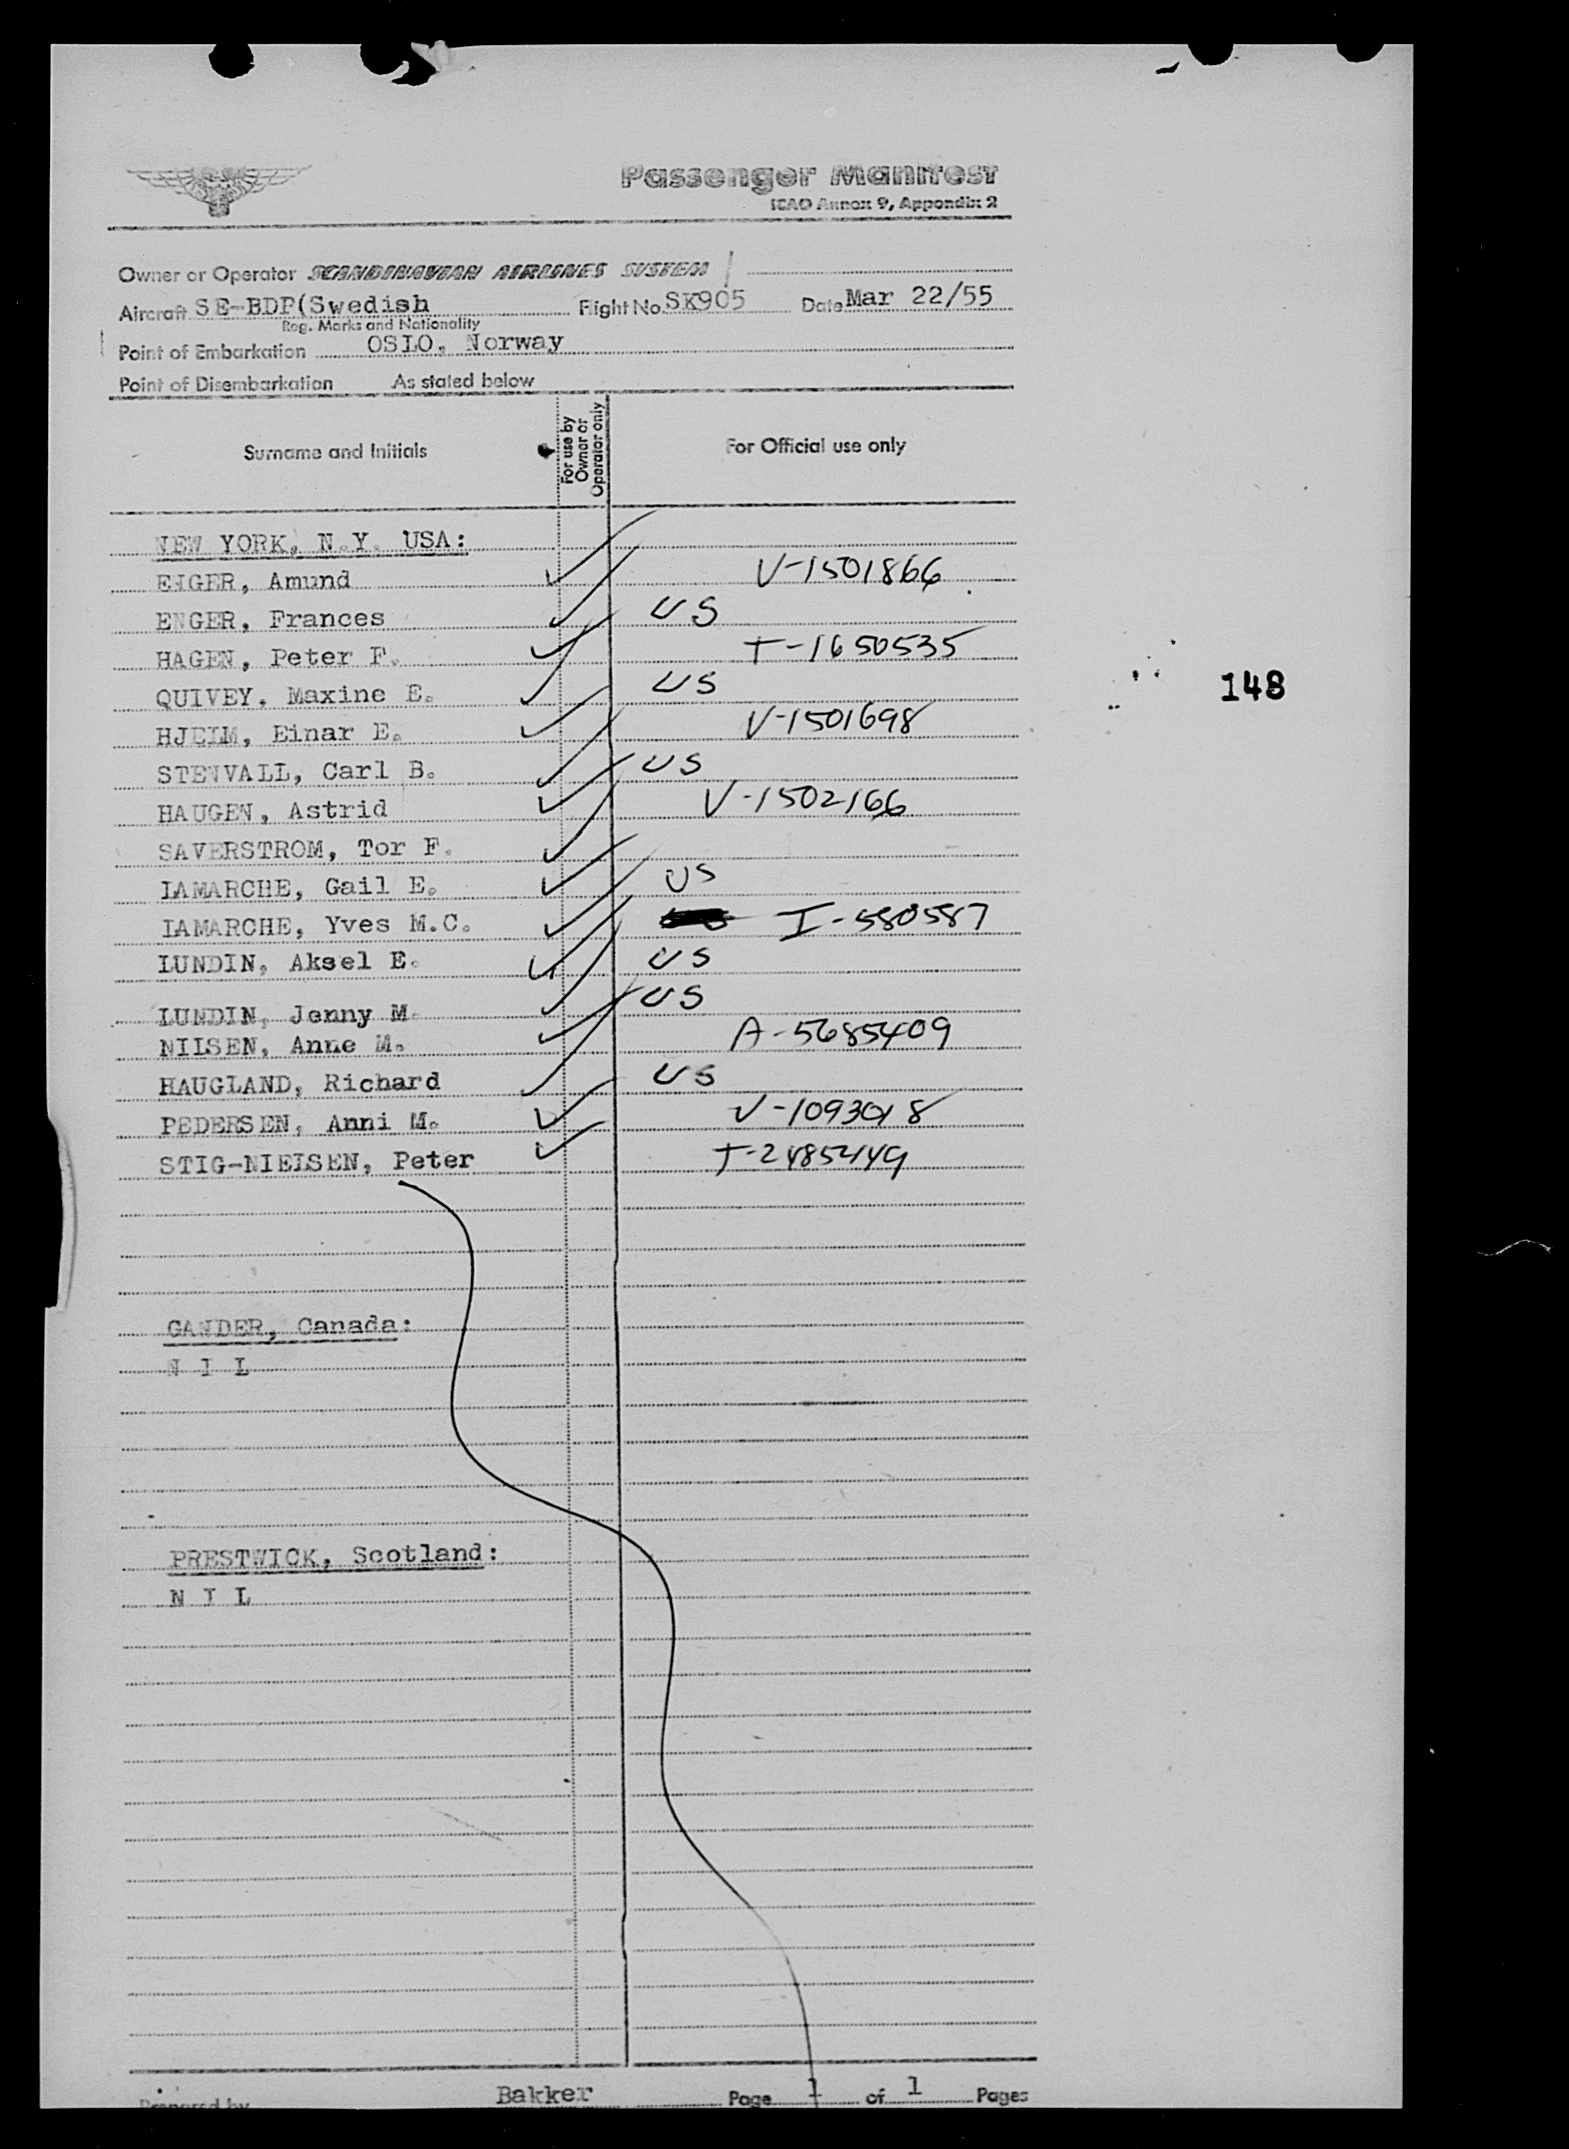 Passenger Manifest
ICAO Annex 9, Appendix 2
Owner or Operator SCANDINAVIAN AIRLINES SYSTEM
Aircraft SE-BDP(Swedish Flight No. SK905 Date Mar 22/55
Reg. Marks and Nationality
Point of Embarkation OSLO, Norway
Point of Disembarkation As stated below
Surname and Initials For use by Owner or Operator only For Official use only
NEW YORK, N.Y. USA:
ENGER, Amund V-1501866
ENGER, Frances US
HAGEN, Peter F. T-1650535
QUIVEY, Maxine E. US
148
HJELM, Einar E. V-1501698
STENVALL, Carl B. US
HAUGEN, Astrid V-1502166
SAVERSTROM, Tor F.
LAMARCHE, Gail E. US
LAMARCHE, Yves M.C. I-580587
LUNDIN, Aksel E. US
LUNDIN, Jenny M. US
NILSEN, Anne M. A-5685409
HAUGLAND, Richard US
PEDERSEN, Anni M. V-1093018
STIG-NIELSEN, Peter T-2485449
GANDER, Canada:
N I L
PRESTWICK, Scotland:
N I L
Prepared by Bakker Page 1 of 1 Pages